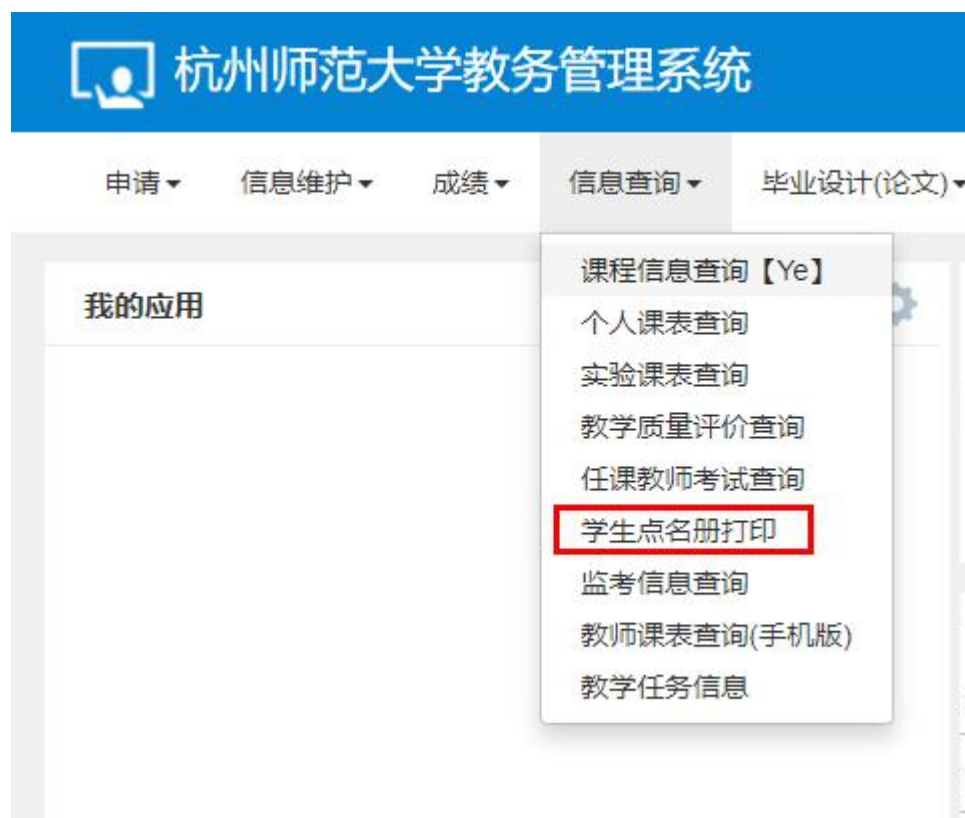 杭州师范大学教务管理系统
申请 信息维护 成绩 信息查询 毕业设计(论文)
我的应用
课程信息查询【Ye】
个人课表查询
实验课表查询
教学质量评价查询
任课教师考试查询
学生点名册打印
监考信息查询
教师课表查询(手机版)
教学任务信息